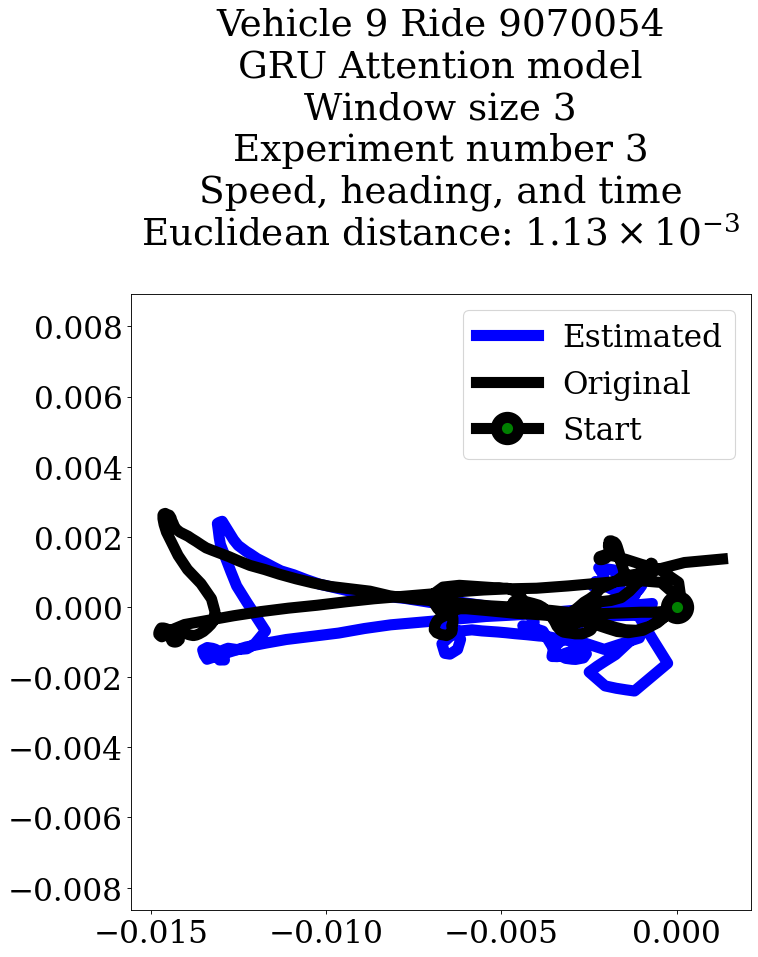 Vehicle 9 Ride 9070054
GRU Attention model
Window size 3
Experiment number 3
Speed, heading, and time
Euclidean distance: 1.13 × 10⁻³
Estimated
Original
Start
0.008
0.006
0.004
0.002
0.000
−0.002
−0.004
−0.006
−0.008
−0.015 −0.010 −0.005 0.000